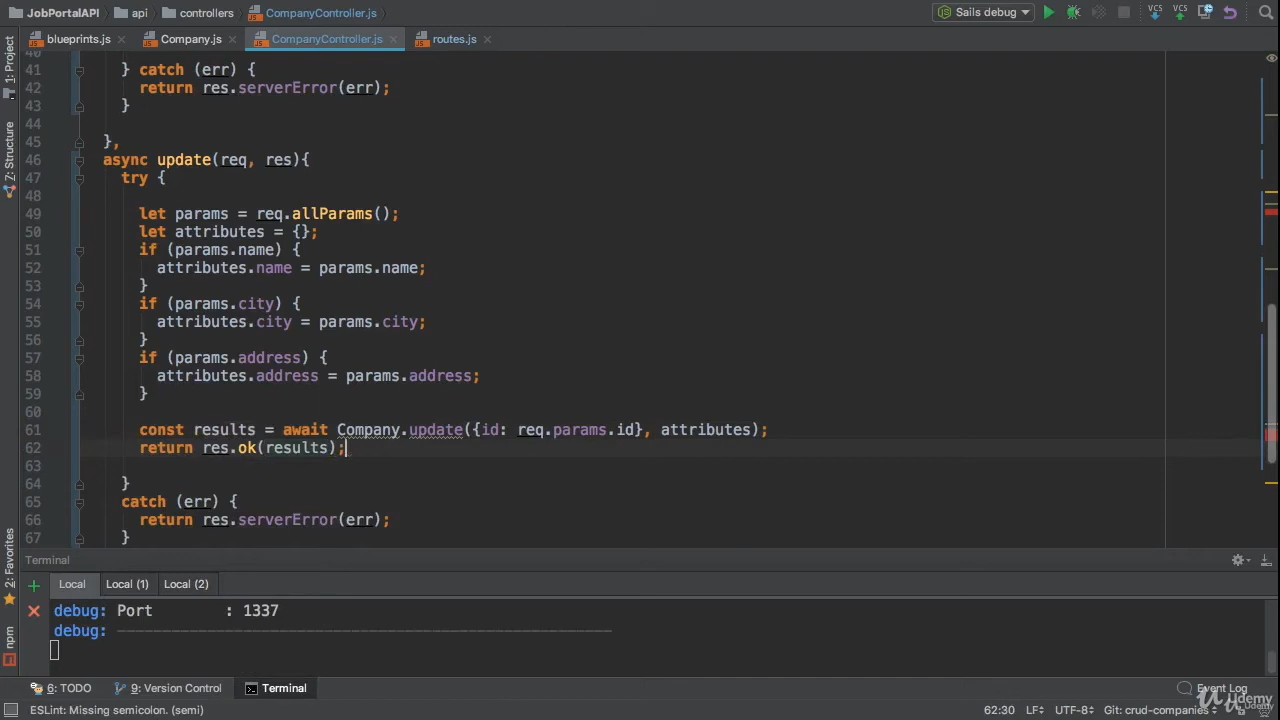 JobPortalAPI api controllers CompanyController.js Sails debug VCS VCS
blueprints.js Company.js CompanyController.js routes.js
1: Project
Z: Structure
2: Favorites
npm
40
41 } catch (err) {
42 return res.serverError(err);
43 }
44
45 },
46 async update(req, res){
47 try {
48
49 let params = req.allParams();
50 let attributes = {};
51 if (params.name) {
52 attributes.name = params.name;
53 }
54 if (params.city) {
55 attributes.city = params.city;
56 }
57 if (params.address) {
58 attributes.address = params.address;
59 }
60
61 const results = await Company.update({id: req.params.id}, attributes);
62 return res.ok(results);
63
64 }
65 catch (err) {
66 return res.serverError(err);
67 }
Terminal
Local Local (1) Local (2)
debug: Port : 1337
debug: -------------------------------------------------------
6: TODO 9: Version Control Terminal Event Log
ESLint: Missing semicolon. (semi) 62:30 LF÷ UTF-8÷ Git: crud-companies÷
Udemy